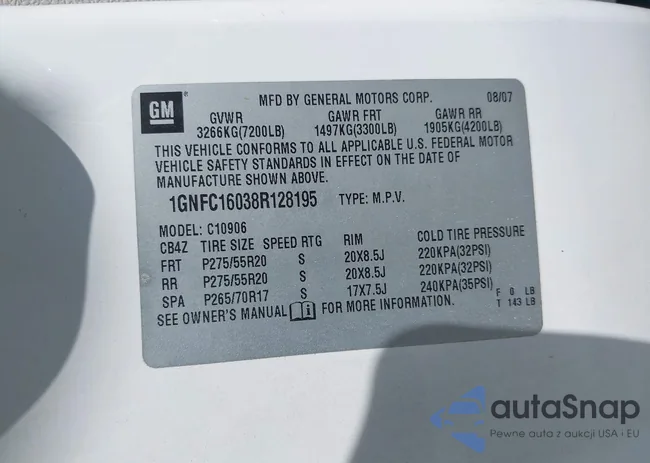 GM ®
MFD BY GENERAL MOTORS CORP. 08/07
GVWR GAWR FRT GAWR RR
3266KG(7200LB) 1497KG(3300LB) 1905KG(4200LB)
THIS VEHICLE CONFORMS TO ALL APPLICABLE U.S. FEDERAL MOTOR
VEHICLE SAFETY STANDARDS IN EFFECT ON THE DATE OF
MANUFACTURE SHOWN ABOVE.
1GNFC16038R128195 TYPE: M.P.V.
MODEL: C10906
CB4Z TIRE SIZE SPEED RTG RIM COLD TIRE PRESSURE
FRT P275/55R20 S 20X8.5J 220KPA(32PSI)
RR P275/55R20 S 20X8.5J 220KPA(32PSI)
SPA P265/70R17 S 17X7.5J 240KPA(35PSI) F 0 LB
SEE OWNER'S MANUAL FOR MORE INFORMATION. T 143 LB
autaSnap
Pewne auta z aukcji USA i EU